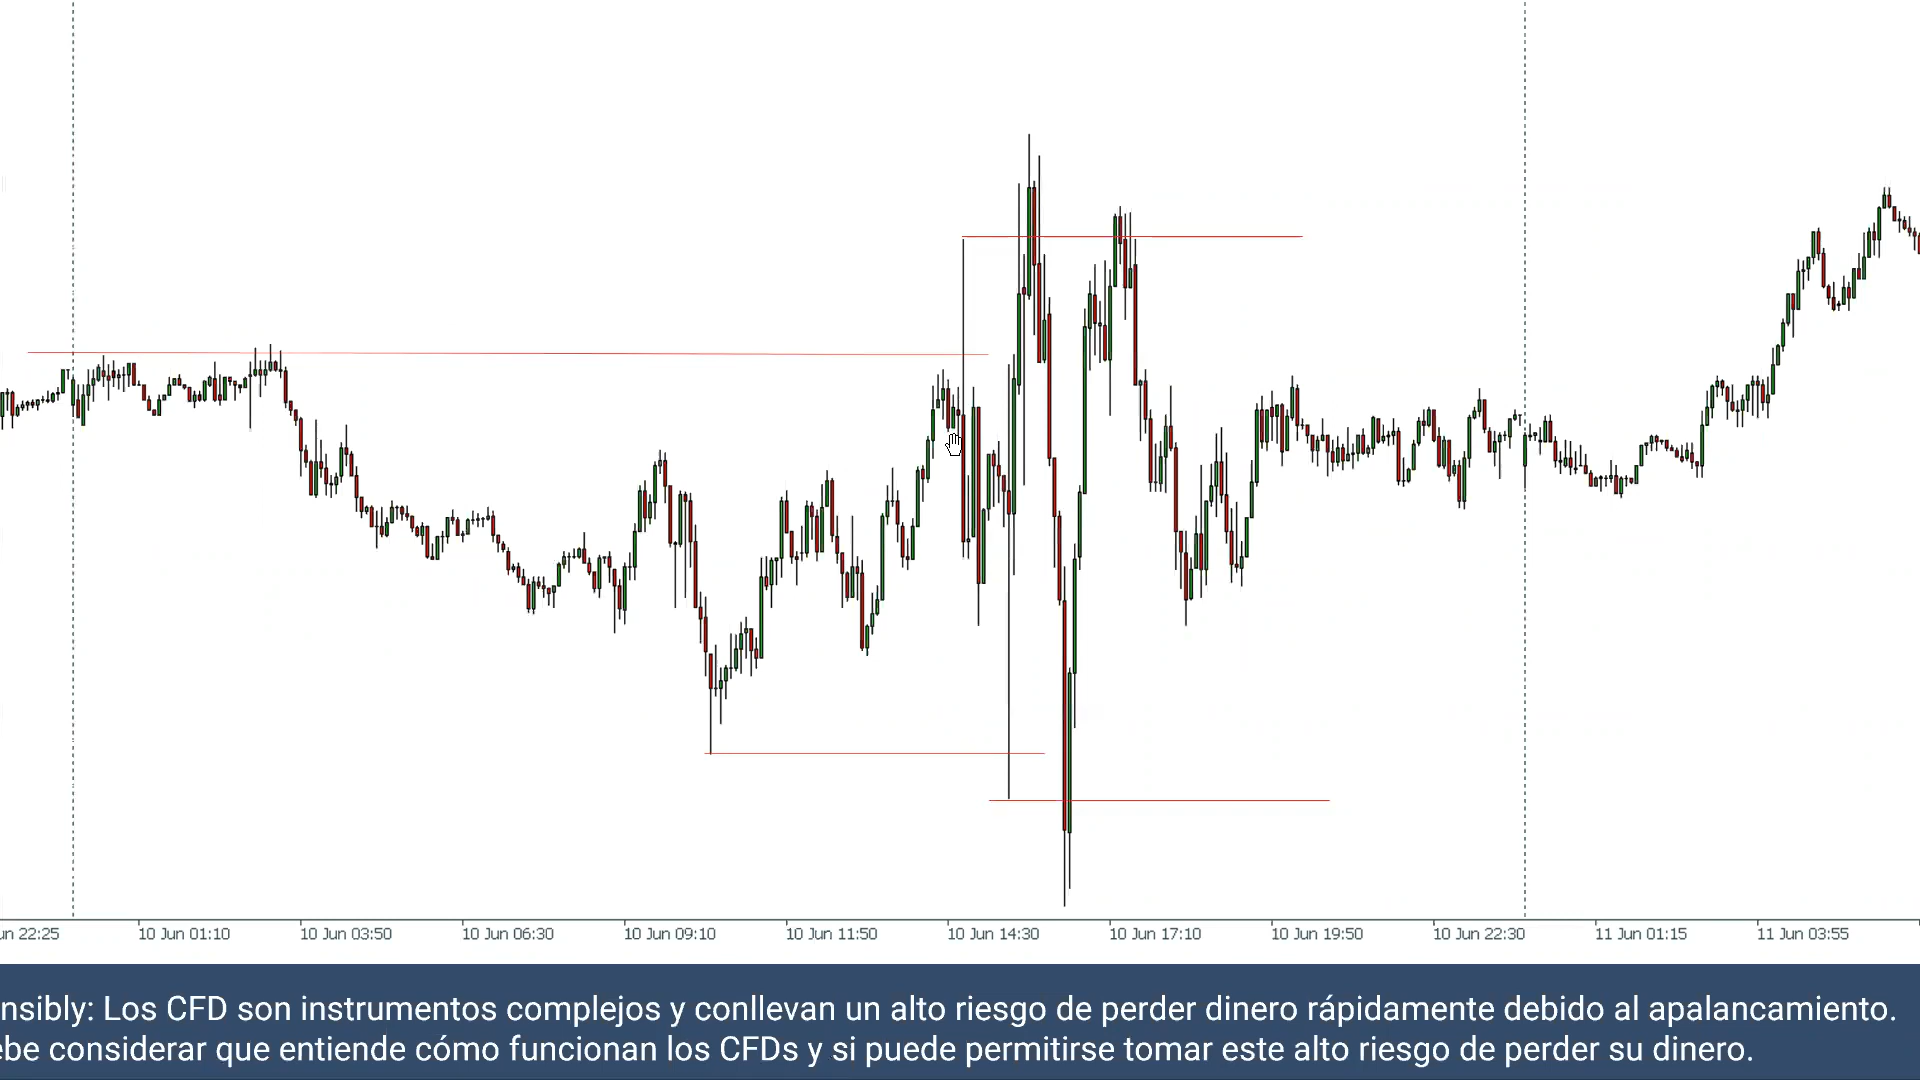 un 22:25 10 Jun 01:10 10 Jun 03:50 10 Jun 06:30 10 Jun 09:10 10 Jun 11:50 10 Jun 14:30 10 Jun 17:10 10 Jun 19:50 10 Jun 22:30 11 Jun 01:15 11 Jun 03:55
nsibly: Los CFD son instrumentos complejos y conllevan un alto riesgo de perder dinero rápidamente debido al apalancamiento.
ebe considerar que entiende cómo funcionan los CFDs y si puede permitirse tomar este alto riesgo de perder su dinero.